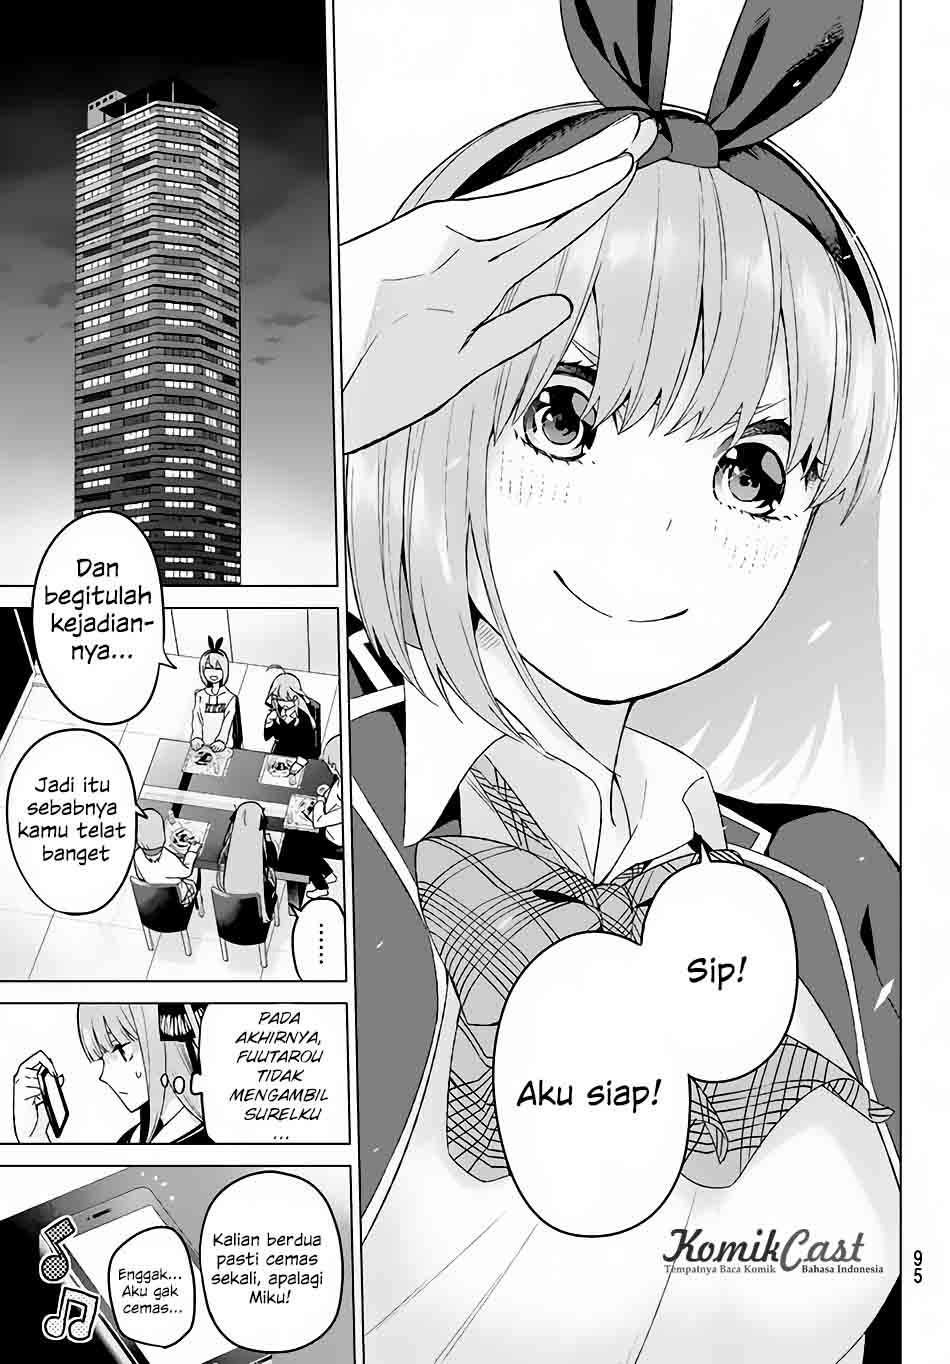 Sip!
Aku siap!
Dan
begitulah
kejadian-
nya...
Jadi itu
sebabnya
kamu telat
banget
......
PADA
AKHIRNYA,
FUUTAROU
TIDAK
MENGAMBIL
SURELKU
...
Kalian berdua
pasti cemas
sekali, apalagi
Miku!
Enggak...
Aku gak
cemas...
KomikCast
Tempatnya Baca Komik Bahasa Indonesia
95